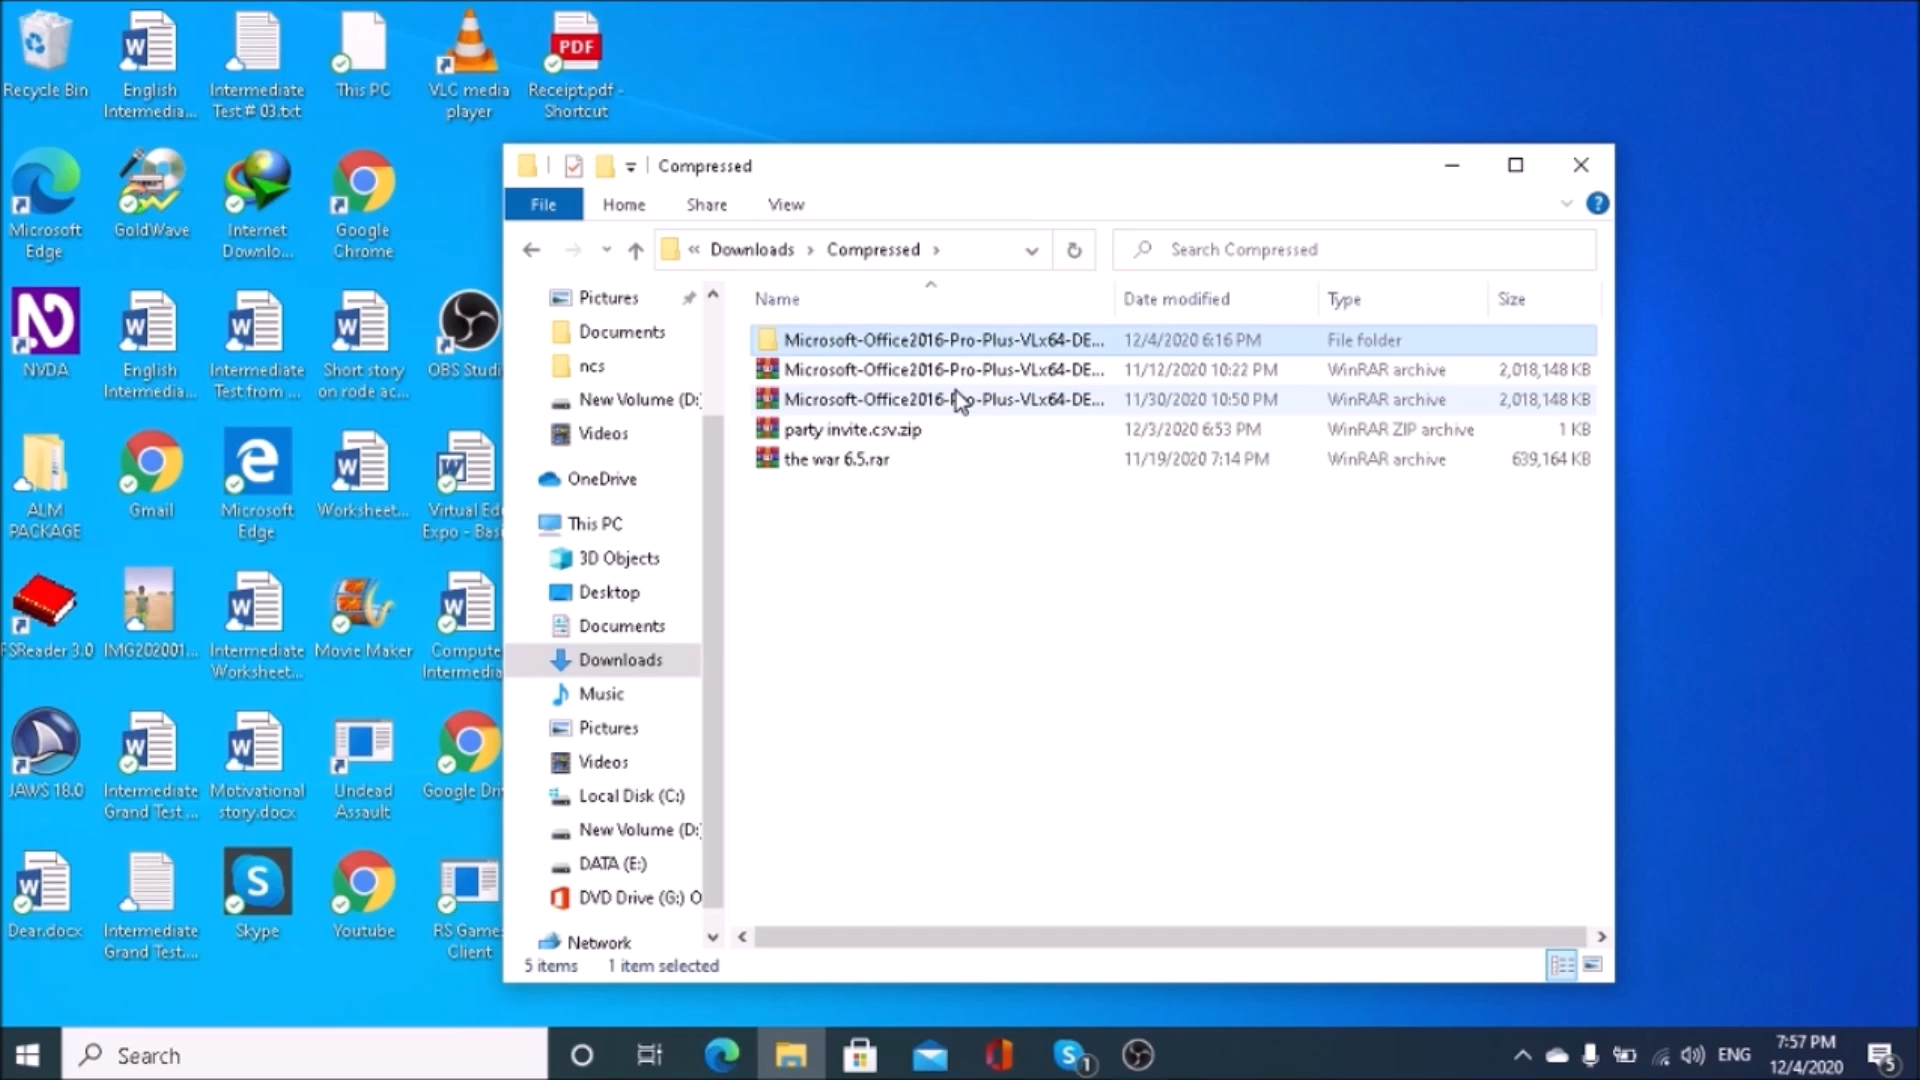 Recycle Bin
English
Intermedia...
Intermediate
Test # 03.txt
This PC
VLC media
player
PDF
Receipt.pdf -
Shortcut
Microsoft
Edge
GoldWave
Internet
Downlo...
Google
Chrome
NVDA
English
Intermedia...
Intermediate
Test from ...
Short story
on rode ac...
OBS Studi
ALM
PACKAGE
Gmail
Microsoft
Edge
Worksheet...
Virtual Ed
Expo - Basi
FSReader 3.0
IMG202001...
Intermediate
Worksheet...
Movie Maker
Compute
Intermedia
JAWS 18.0
Intermediate
Grand Test ...
Motivational
story.docx
Undead
Assault
Google Dri
Dear.docx
Intermediate
Grand Test....
Skype
Youtube
RS Game
Client
Compressed
File Home Share View
« Downloads › Compressed ›
Search Compressed
Pictures
Documents
ncs
New Volume (D:
Videos
OneDrive
This PC
3D Objects
Desktop
Documents
Downloads
Music
Pictures
Videos
Local Disk (C:)
New Volume (D:
DATA (E:)
DVD Drive (G:) O
Network
Name Date modified Type Size
Microsoft-Office2016-Pro-Plus-VLx64-DE... 12/4/2020 6:16 PM File folder
Microsoft-Office2016-Pro-Plus-VLx64-DE... 11/12/2020 10:22 PM WinRAR archive 2,018,148 KB
Microsoft-Office2016-Pro-Plus-VLx64-DE... 11/30/2020 10:50 PM WinRAR archive 2,018,148 KB
party invite.csv.zip 12/3/2020 6:53 PM WinRAR ZIP archive 1 KB
the war 6.5.rar 11/19/2020 7:14 PM WinRAR archive 639,164 KB
5 items 1 item selected
Search
1
ENG
7:57 PM
12/4/2020
5